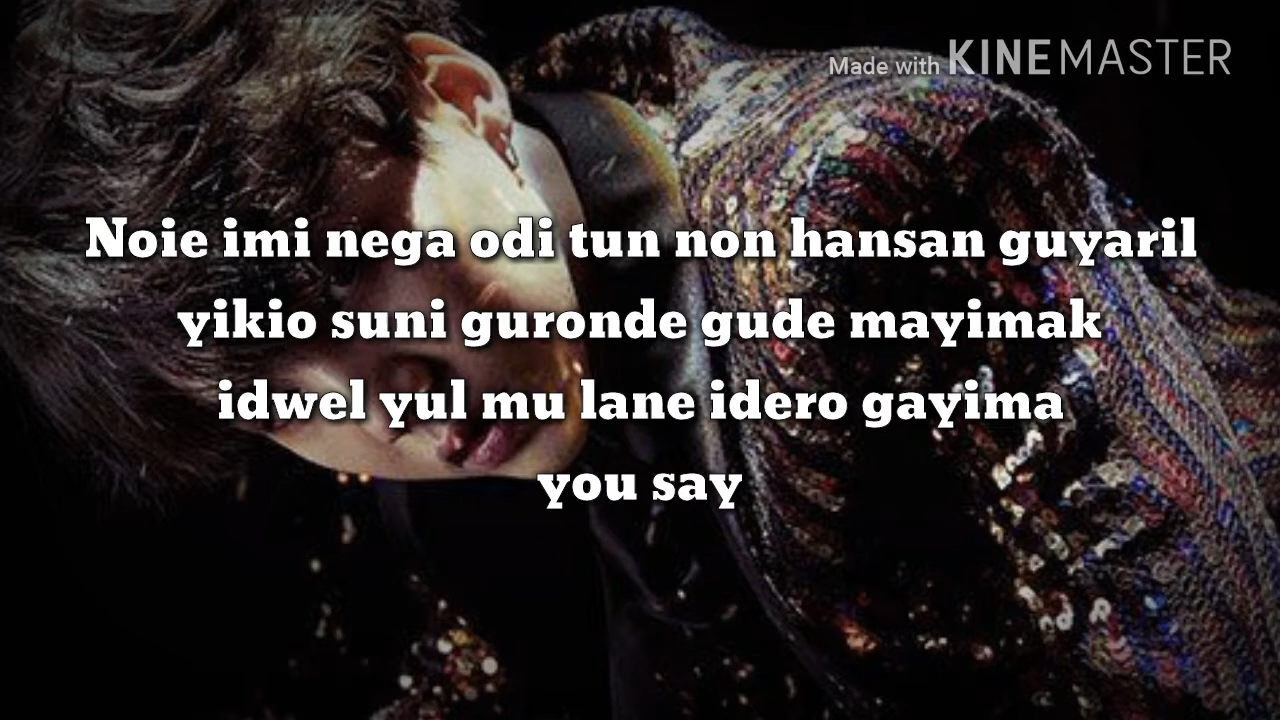 Made with KINEMASTER
Noie imi nega odi tun non hansan guyaril
yikio suni guronde gude mayimak
idwel yul mu lane idero gayima
you say